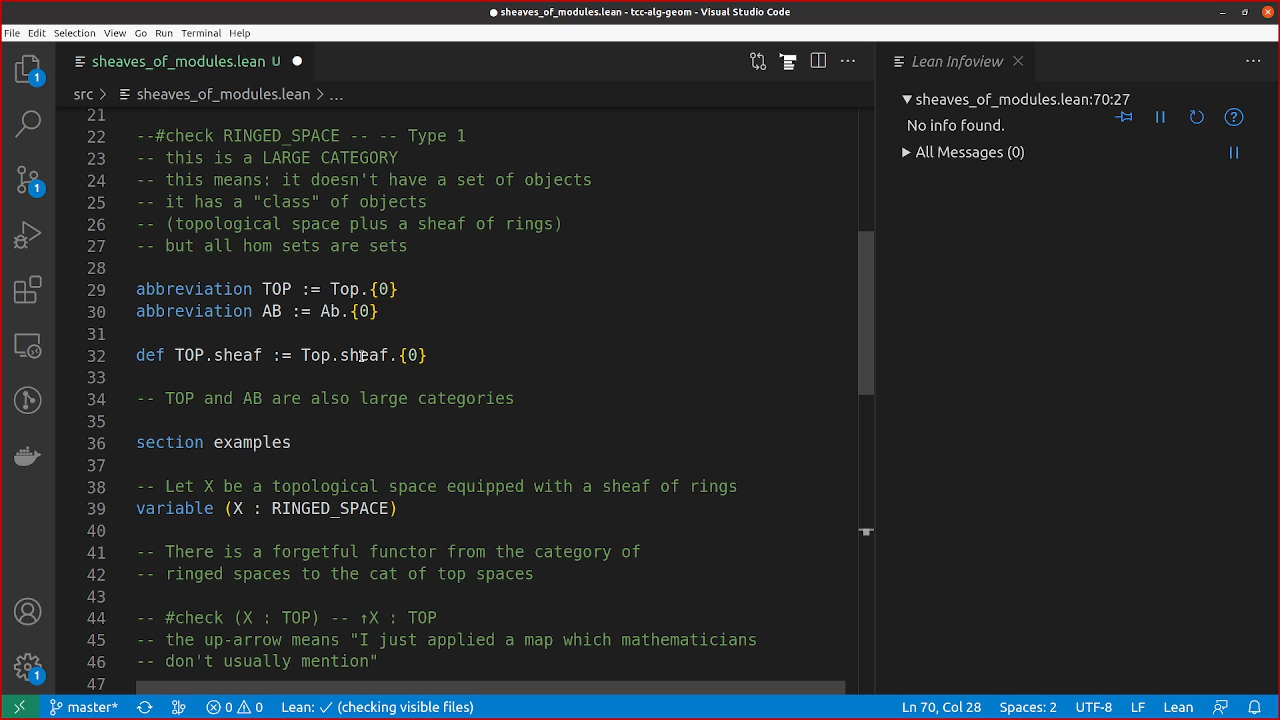 ● sheaves_of_modules.lean - tcc-alg-geom - Visual Studio Code
File Edit Selection View Go Run Terminal Help
sheaves_of_modules.lean U ●
Lean Infoview
src > sheaves_of_modules.lean > ...
▼sheaves_of_modules.lean:70:27
No info found.
▶ All Messages (0)
1
1
1
21
22 --#check RINGED_SPACE -- -- Type 1
23 -- this is a LARGE CATEGORY
24 -- this means: it doesn't have a set of objects
25 -- it has a "class" of objects
26 -- (topological space plus a sheaf of rings)
27 -- but all hom sets are sets
28
29 abbreviation TOP := Top.{0}
30 abbreviation AB := Ab.{0}
31
32 def TOP.sheaf := Top.sheaf.{0}
33
34 -- TOP and AB are also large categories
35
36 section examples
37
38 -- Let X be a topological space equipped with a sheaf of rings
39 variable (X : RINGED_SPACE)
40
41 -- There is a forgetful functor from the category of
42 -- ringed spaces to the cat of top spaces
43
44 -- #check (X : TOP) -- ↑X : TOP
45 -- the up-arrow means "I just applied a map which mathematicians
46 -- don't usually mention"
47
master* 0 0 Lean: ✓ (checking visible files) Ln 70, Col 28 Spaces: 2 UTF-8 LF Lean